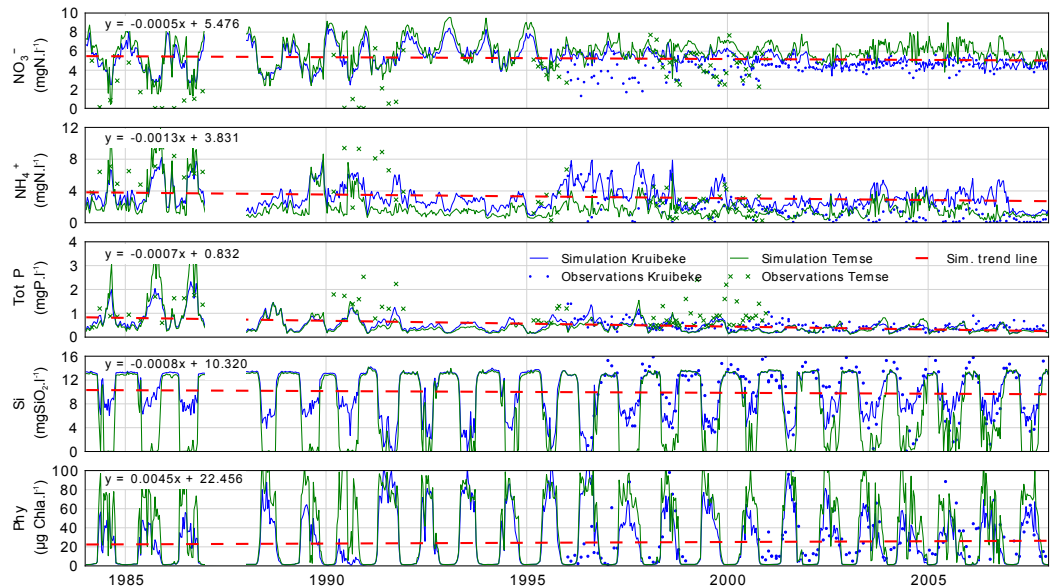 y = -0.0005x + 5.476
10
8
6
4
2
0
NO₃⁻
(mgN.l⁻¹)
y = -0.0013x + 3.831
12
8
4
0
NH₄⁺
(mgN.l⁻¹)
y = -0.0007x + 0.832
4
3
2
1
0
Tot P
(mgP.l⁻¹)
Simulation Kruibeke
Observations Kruibeke
Simulation Temse
Observations Temse
Sim. trend line
y = -0.0008x + 10.320
16
12
8
4
0
Si
(mgSiO₂.l⁻¹)
y = 0.0045x + 22.456
100
80
60
40
20
0
Phy
(µg Chla.l⁻¹)
1985 1990 1995 2000 2005